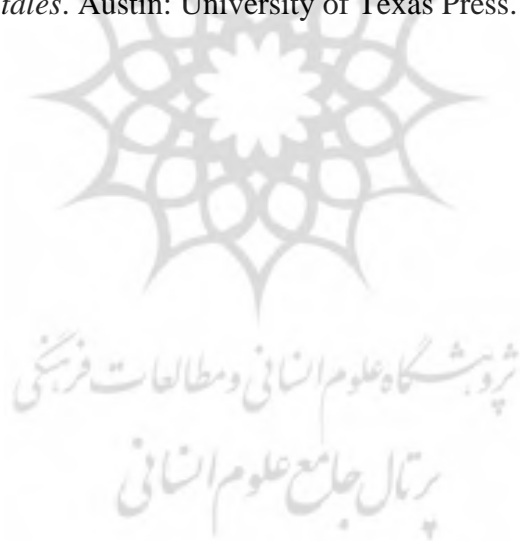 tales. Austin: University of Texas Press.
پژوهشگاه علوم انسانی و مطالعات فرهنگی
پرتال جامع علوم انسانی